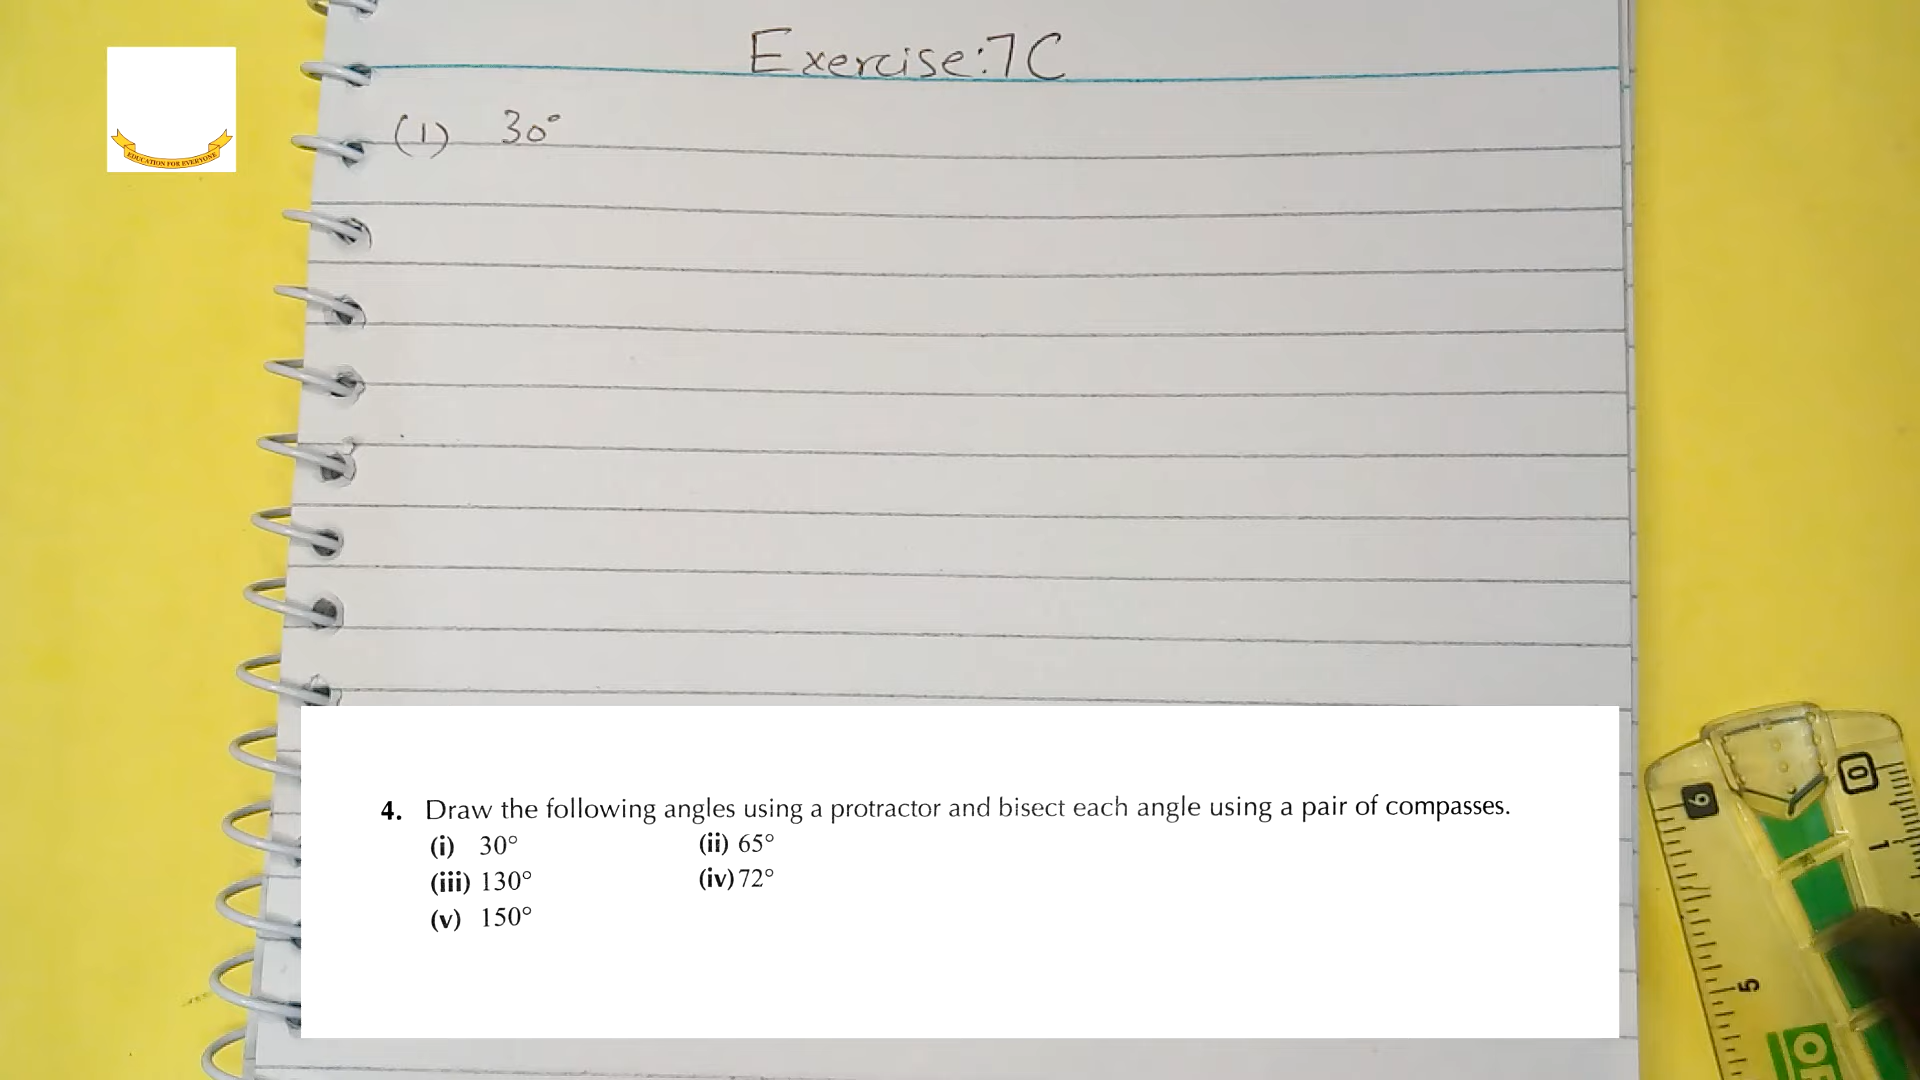 Exercise: 7C
(1) 30°
EDUCATION FOR EVERYONE
4. Draw the following angles using a protractor and bisect each angle using a pair of compasses.
(i) 30° (ii) 65°
(iii) 130° (iv) 72°
(v) 150°
6 0
1
2
5